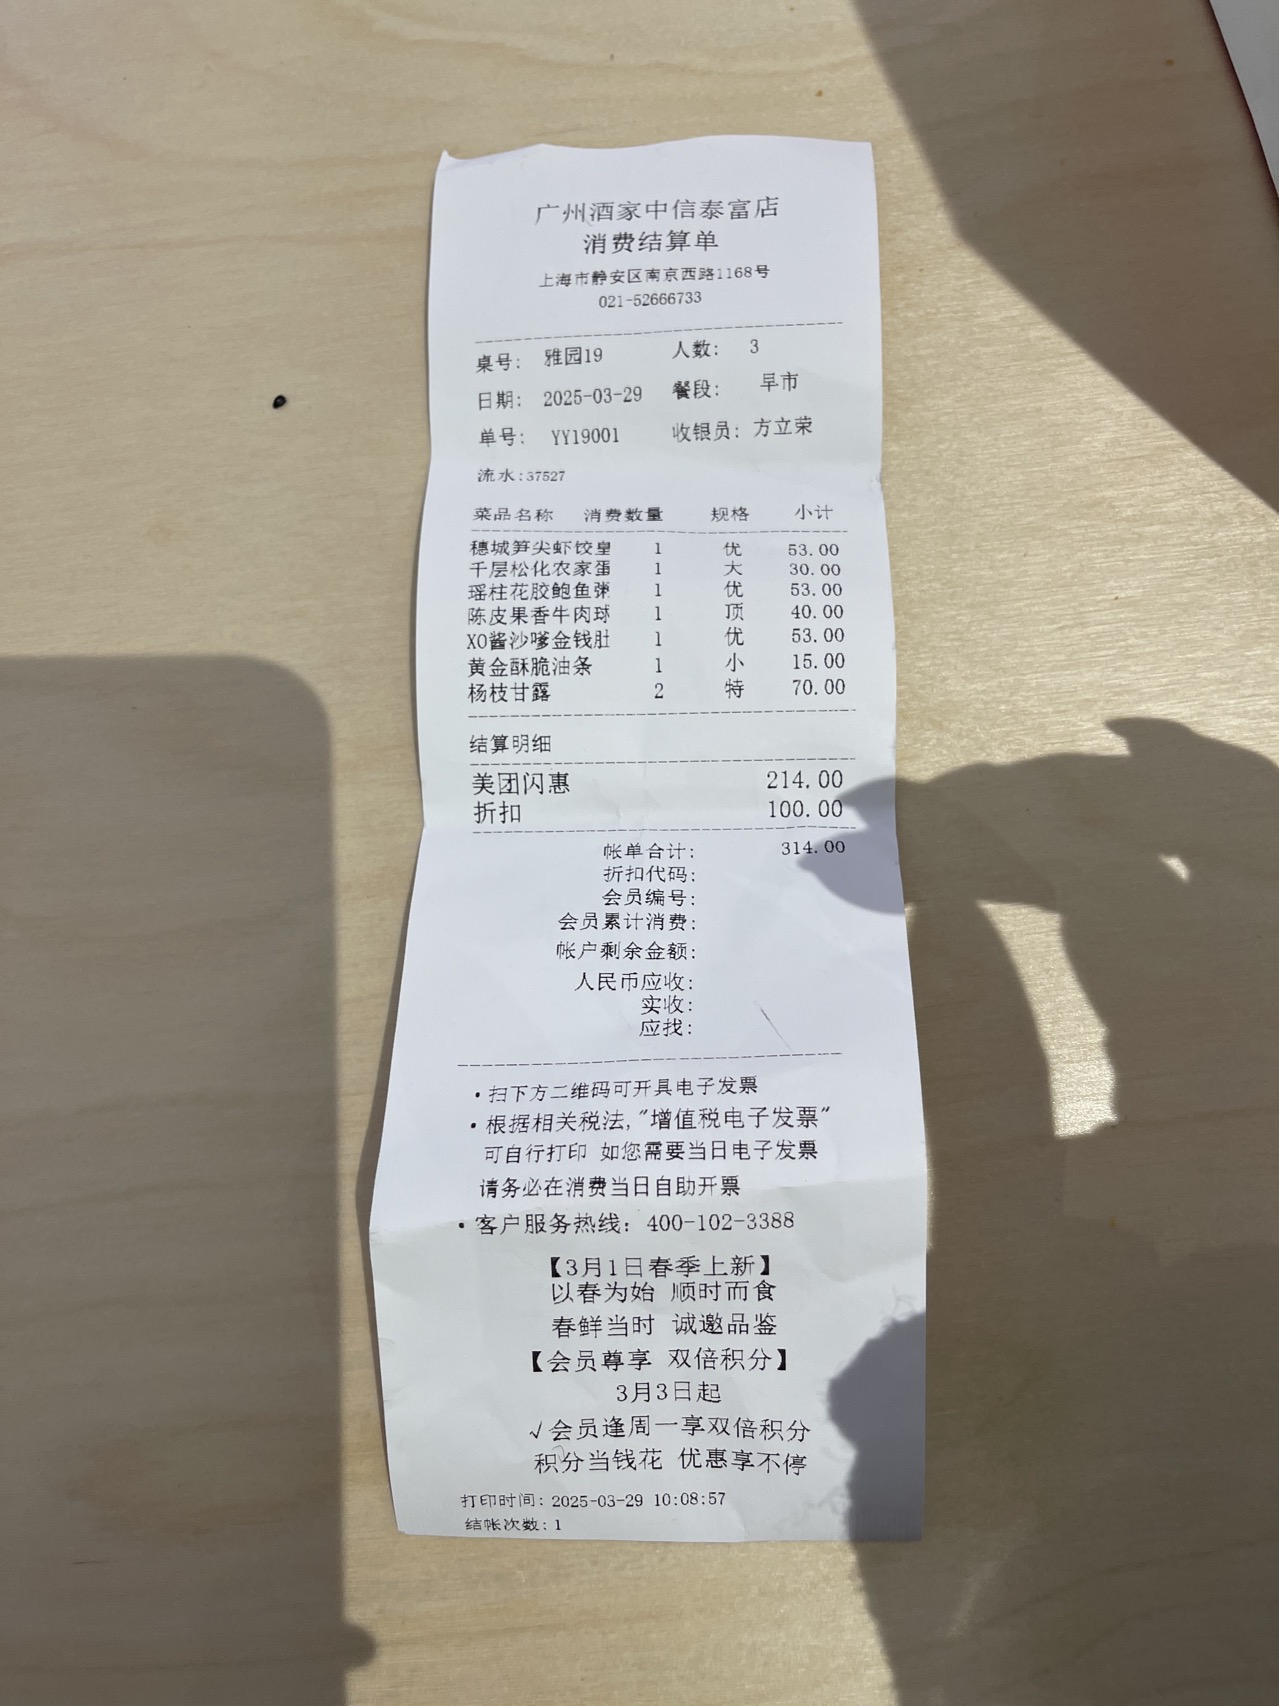 广州酒家中信泰富店
消费结算单
上海市静安区南京西路1168号
021-52666733
桌号: 雅园19 人数: 3
日期: 2025-03-29 餐段: 早市
单号: YY19001 收银员: 方立荣
流水:37527
菜品名称 消费数量 规格 小计
穗城笋尖虾饺皇 1 优 53.00
千层松化农家蛋 1 大 30.00
瑶柱花胶鲍鱼粥 1 优 53.00
陈皮果香牛肉球 1 顶 40.00
XO酱沙嗲金钱肚 1 优 53.00
黄金酥脆油条 1 小 15.00
杨枝甘露 2 特 70.00
结算明细
美团闪惠 214.00
折扣 100.00
帐单合计: 314.00
折扣代码:
会员编号:
会员累计消费:
帐户剩余金额:
人民币应收:
实收:
应找:
·扫下方二维码可开具电子发票
·根据相关税法,"增值税电子发票"
可自行打印 如您需要当日电子发票
请务必在消费当日自助开票
·客户服务热线: 400-102-3388
【3月1日春季上新】
以春为始 顺时而食
春鲜当时 诚邀品鉴
【会员尊享 双倍积分】
3月3日起
√会员逢周一享双倍积分
积分当钱花 优惠享不停
打印时间: 2025-03-29 10:08:57
结帐次数: 1